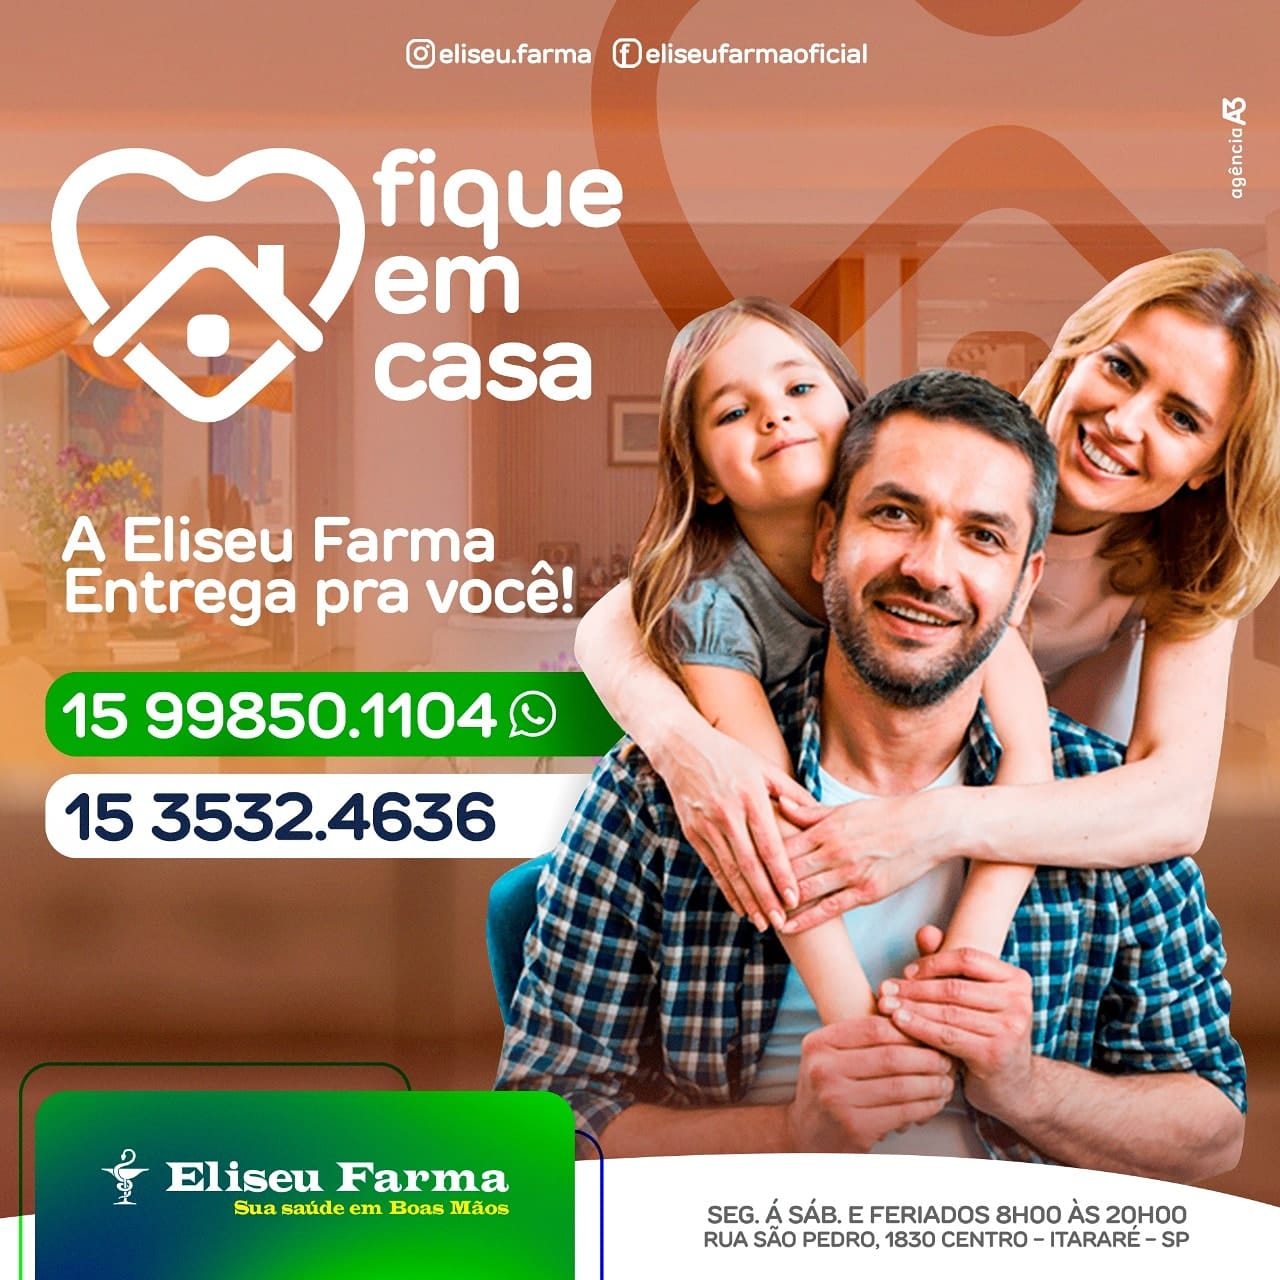 eliseu.farma eliseufarmaoficial
agência A3
fique
em
casa
A Eliseu Farma
Entrega pra você!
15 99850.1104
15 3532.4636
Eliseu Farma
Sua saúde em Boas Mãos
SEG. Á SÁB. E FERIADOS 8H00 ÀS 20H00
RUA SÃO PEDRO, 1830 CENTRO - ITARARÉ - SP